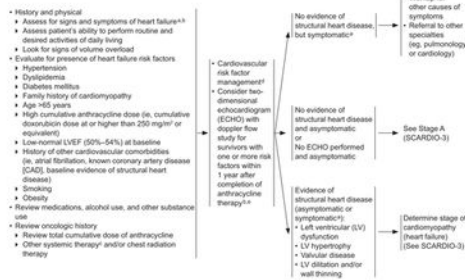 • History and physical
▸ Assess for signs and symptoms of heart failureᵃ,ᵇ
▸ Assess patient's ability to perform routine and
desired activities of daily living
▸ Look for signs of volume overload
• Evaluate for presence of heart failure risk factors
▸ Hypertension
▸ Dyslipidemia
▸ Diabetes mellitus
▸ Family history of cardiomyopathy
▸ Age >65 years
▸ High cumulative anthracycline dose (ie, cumulative
doxorubicin dose at or higher than 250 mg/m² or
equivalent)
▸ Low-normal LVEF (50%–54%) at baseline
▸ History of other cardiovascular comorbidities
(ie, atrial fibrillation, known coronary artery disease
[CAD], baseline evidence of structural heart
disease)
▸ Smoking
▸ Obesity
• Review medications, alcohol use, and other substance
use
• Review oncologic history
▸ Review total cumulative dose of anthracycline
▸ Other systemic therapyᶜ and/or chest radiation
therapy
• Cardiovascular
risk factor
managementᵈ
• Consider two-
dimensional
echocardiogram
(ECHO) with
doppler flow
study for
survivors with
one or more risk
factors within
1 year after
completion of
anthracycline
therapy
No evidence of
structural heart disease,
but symptomaticᵃ
other causes of
symptoms
• Referral to other
specialties
(eg, pulmonology
or cardiology)
No evidence of
structural heart disease
and asymptomatic
or
No ECHO performed
and asymptomatic
See Stage A
(SCARDIO-3)
Evidence of
structural heart disease
(asymptomatic or
symptomaticᵃ):
• Left ventricular (LV)
dysfunction
• LV hypertrophy
• Valvular disease
• LV dilitation and/or
wall thinning
Determine stage of
cardiomyopathy
(heart failure)
(See SCARDIO-3)